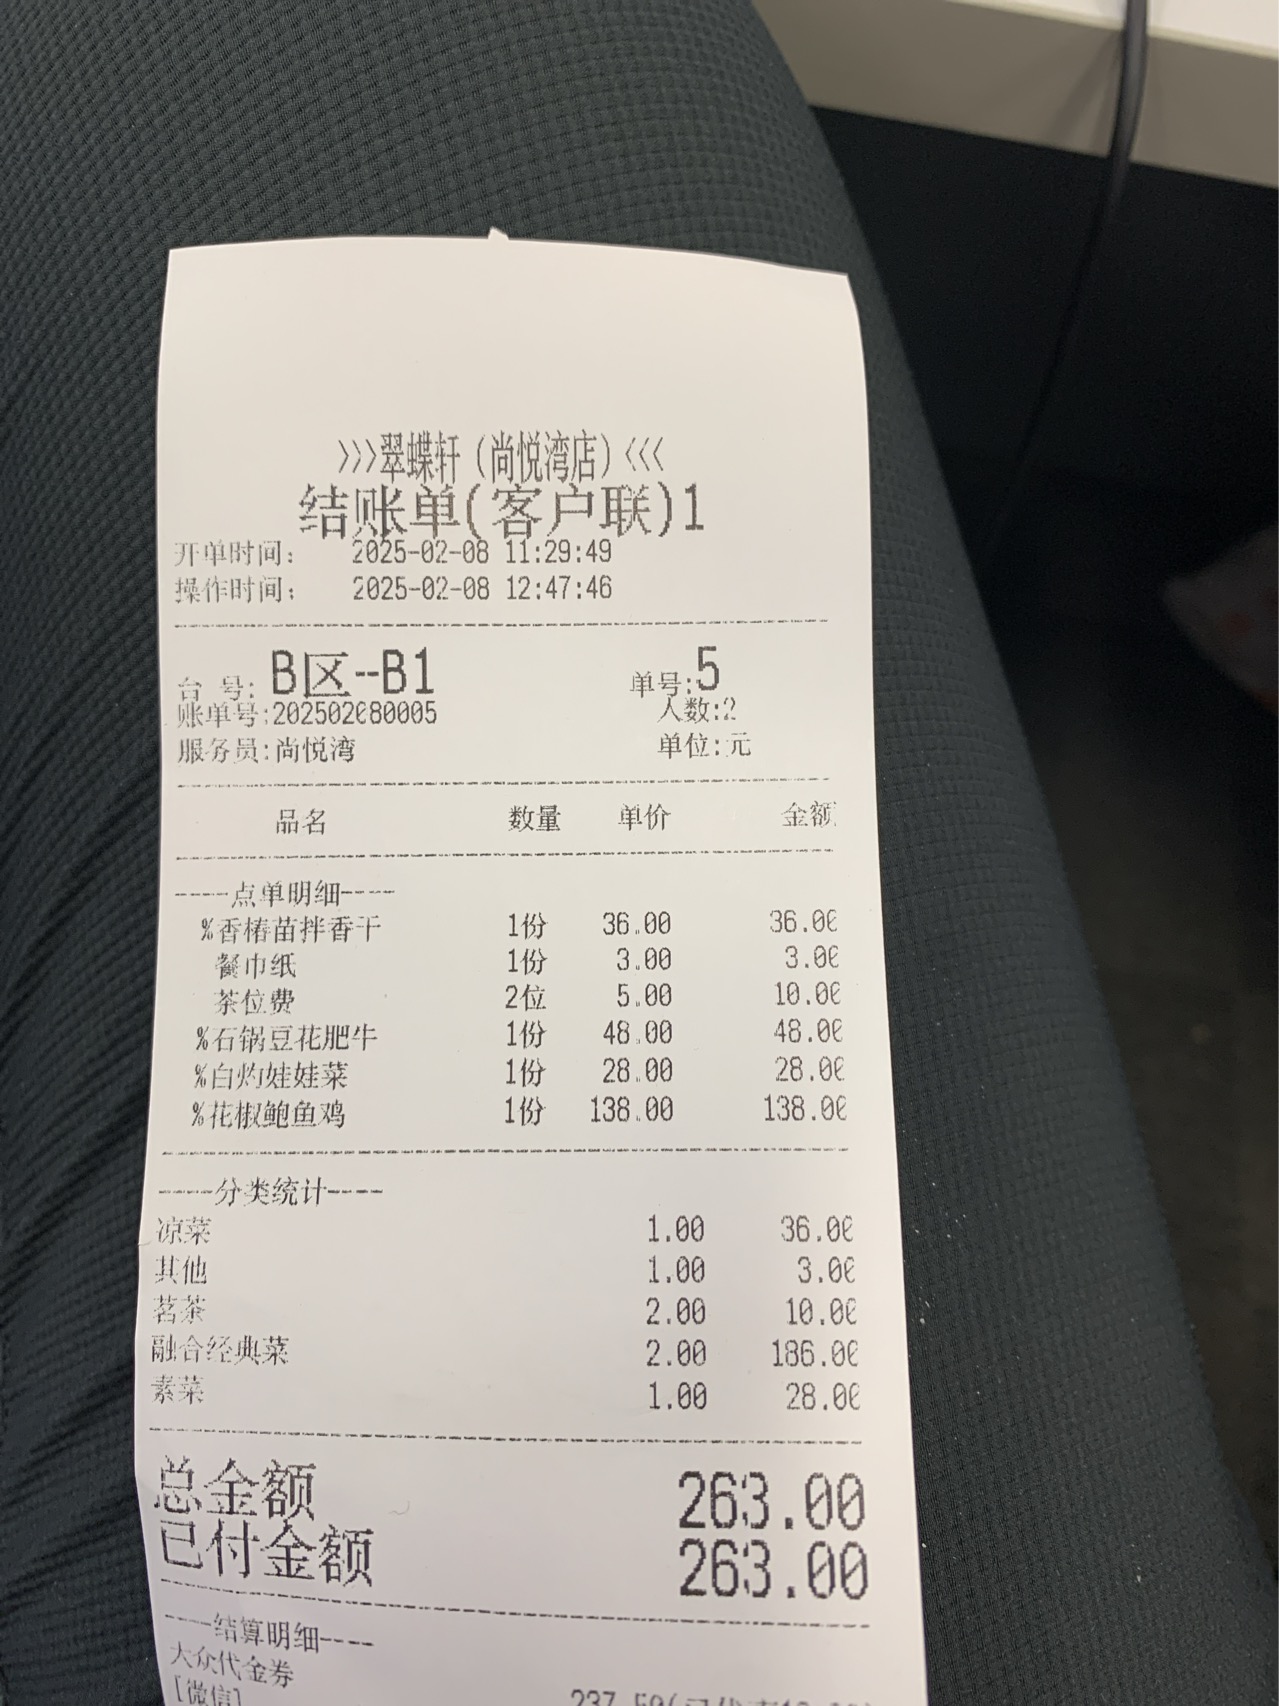 >>>翠蝶轩（尚悦湾店）<<<
结账单(客户联)1
开单时间: 2025-02-08 11:29:49
操作时间: 2025-02-08 12:47:46
台 号: B区--B1 单号:5
账单号:202502080005 人数:2
服务员:尚悦湾 单位:元
品名 数量 单价 金额
----点单明细----
%香椿苗拌香干 1份 36.00 36.00
餐巾纸 1份 3.00 3.00
茶位费 2位 5.00 10.00
%石锅豆花肥牛 1份 48.00 48.00
%白灼娃娃菜 1份 28.00 28.00
%花椒鲍鱼鸡 1份 138.00 138.00
----分类统计----
凉菜 1.00 36.00
其他 1.00 3.00
茗茶 2.00 10.00
融合经典菜 2.00 186.00
素菜 1.00 28.00
总金额 263.00
已付金额 263.00
----结算明细----
大众代金券
[微信]